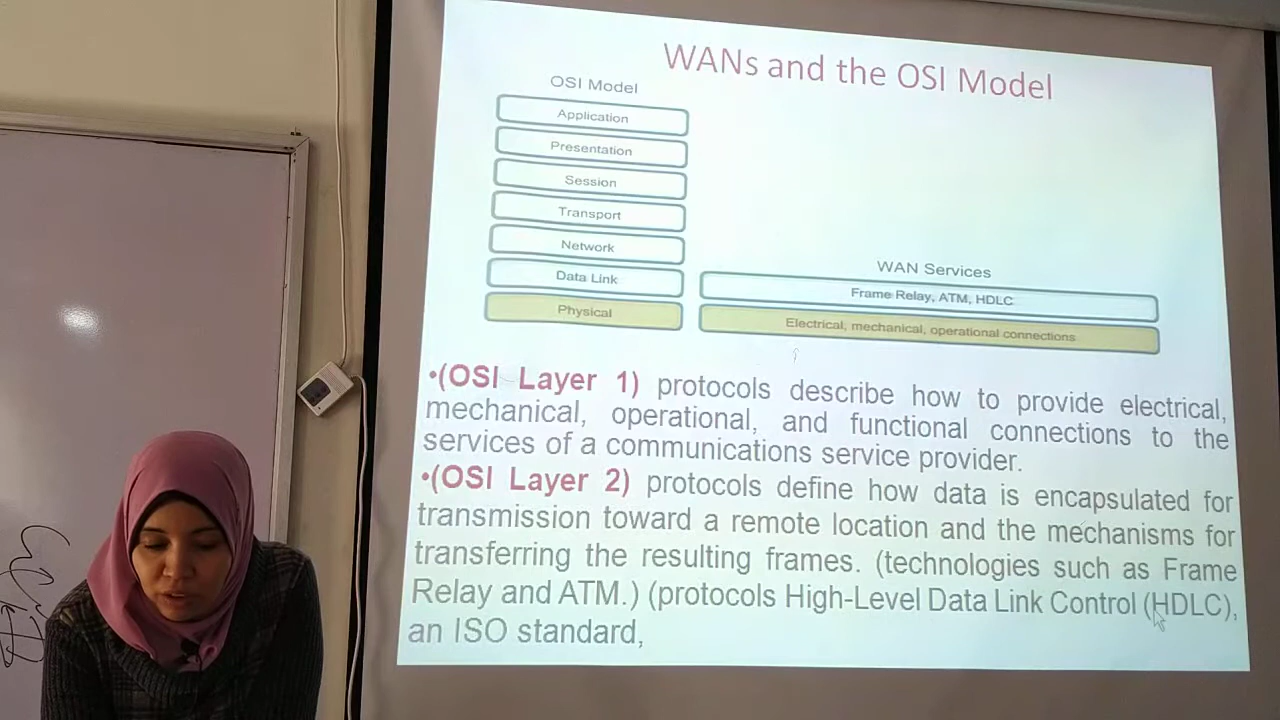 WANs and the OSI Model
OSI Model
Application
Presentation
Session
Transport
Network
Data Link
Physical
WAN Services
Frame Relay, ATM, HDLC
Electrical, mechanical, operational connections
•(OSI Layer 1) protocols describe how to provide electrical,
mechanical, operational, and functional connections to the
services of a communications service provider.
•(OSI Layer 2) protocols define how data is encapsulated for
transmission toward a remote location and the mechanisms for
transferring the resulting frames. (technologies such as Frame
Relay and ATM.) (protocols High-Level Data Link Control (HDLC),
an ISO standard,